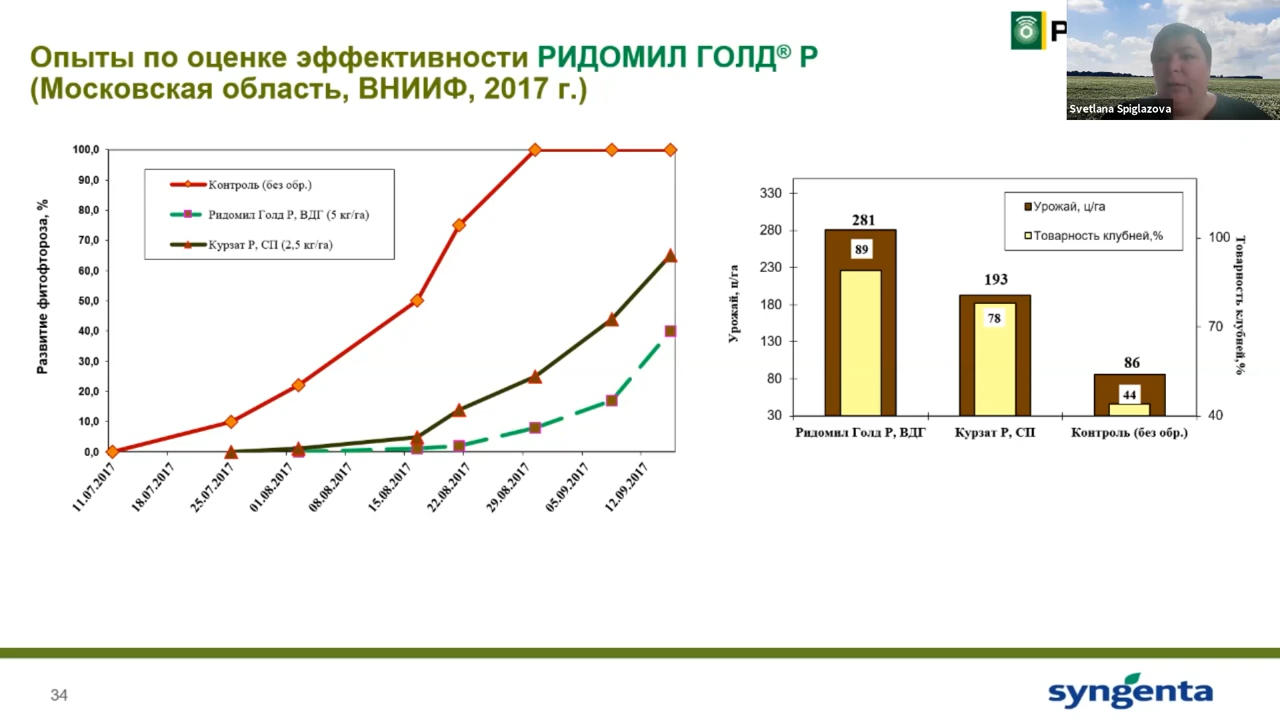 Опыты по оценке эффективности РИДОМИЛ ГОЛД® Р
(Московская область, ВНИИФ, 2017 г.)
Р
Svetlana Spiglazova
Развитие фитофтороза, %
100,0
90,0
80,0
70,0
60,0
50,0
40,0
30,0
20,0
10,0
0,0
Контроль (без обр.)
Ридомил Голд Р, ВДГ (5 кг/га)
Курзат Р, СП (2,5 кг/га)
11.07.2017
18.07.2017
25.07.2017
01.08.2017
08.08.2017
15.08.2017
22.08.2017
29.08.2017
05.09.2017
12.09.2017
Урожай, ц/га
330
280
230
180
130
80
30
Урожай, ц/га
Товарность клубней,%
281
89
193
78
86
44
100
70
40
Товарность клубней,%
Ридомил Голд Р, ВДГ
Курзат Р, СП
Контроль (без обр.)
34
syngenta